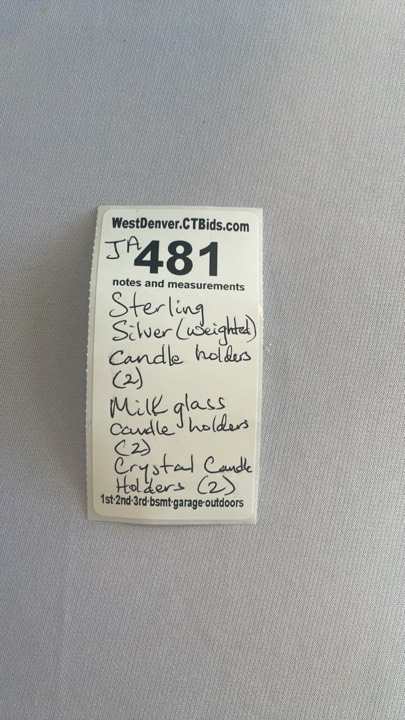 WestDenver.CTBids.com
JA 481
notes and measurements
Sterling
Silver (weighted)
candle holders
(2)
Milk glass
candle holders
(2)
Crystal Candle
Holders (2)
1st·2nd·3rd·bsmt·garage·outdoors